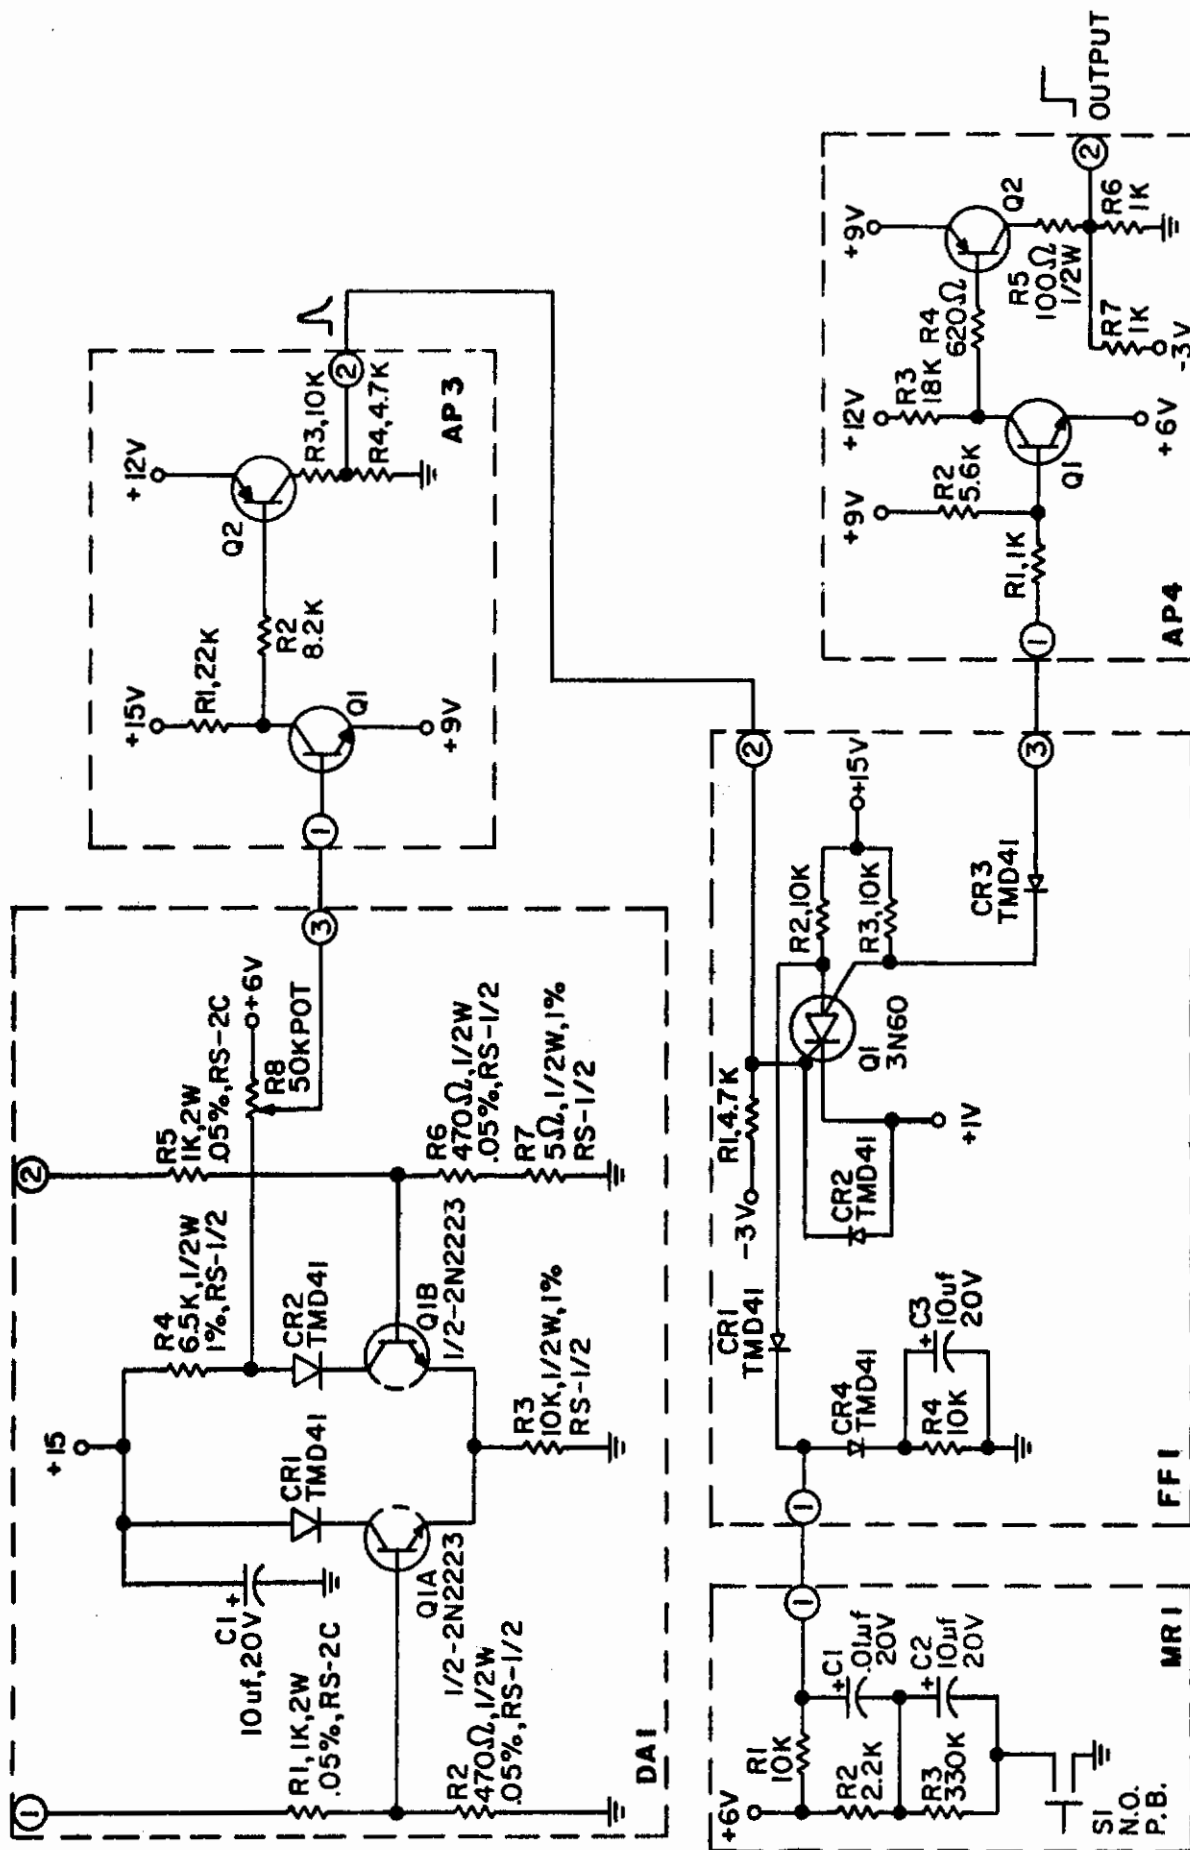 1
R1,1K,2W
.05%,RS-2C
R2
470Ω,1/2W
.05%,RS-1/2
C1
+
10uf,20V
+15
CR1
TMD41
Q1A
1/2-2N2223
R4
6.5K,1/2W
1%,RS-1/2
CR2
TMD41
Q1B
1/2-2N2223
R3
10K,1/2W,1%
RS-1/2
2
R5
1K,2W
.05%,RS-2C
+6V
R8
50KPOT
R6
470Ω,1/2W
.05%,RS-1/2
R7
5Ω,1/2W,1%
RS-1/2
3
DA1
1
+15V
R1,22K
Q1
+9V
R2
8.2K
Q2
+12V
R3,10K
R4,4.7K
2
AP3
+6V
R1
10K
R2
2.2K
R3
330K
+
C1
.01uf
20V
+
C2
10uf
20V
S1
N.O.
P.B.
1
MR1
1
CR1
TMD41
CR4
TMD41
R4
10K
+
C3
10uf
20V
-3V
R1,4.7K
CR2
TMD41
+1V
Q1
3N60
R2,10K
R3,10K
+15V
CR3
TMD41
2
3
FF1
1
R1,1K
+9V
R2
5.6K
+12V
R3
18K
R4
620Ω
Q1
+6V
+9V
Q2
R5
100Ω
1/2W
R7
1K
-3V
R6
1K
2
OUTPUT
AP4